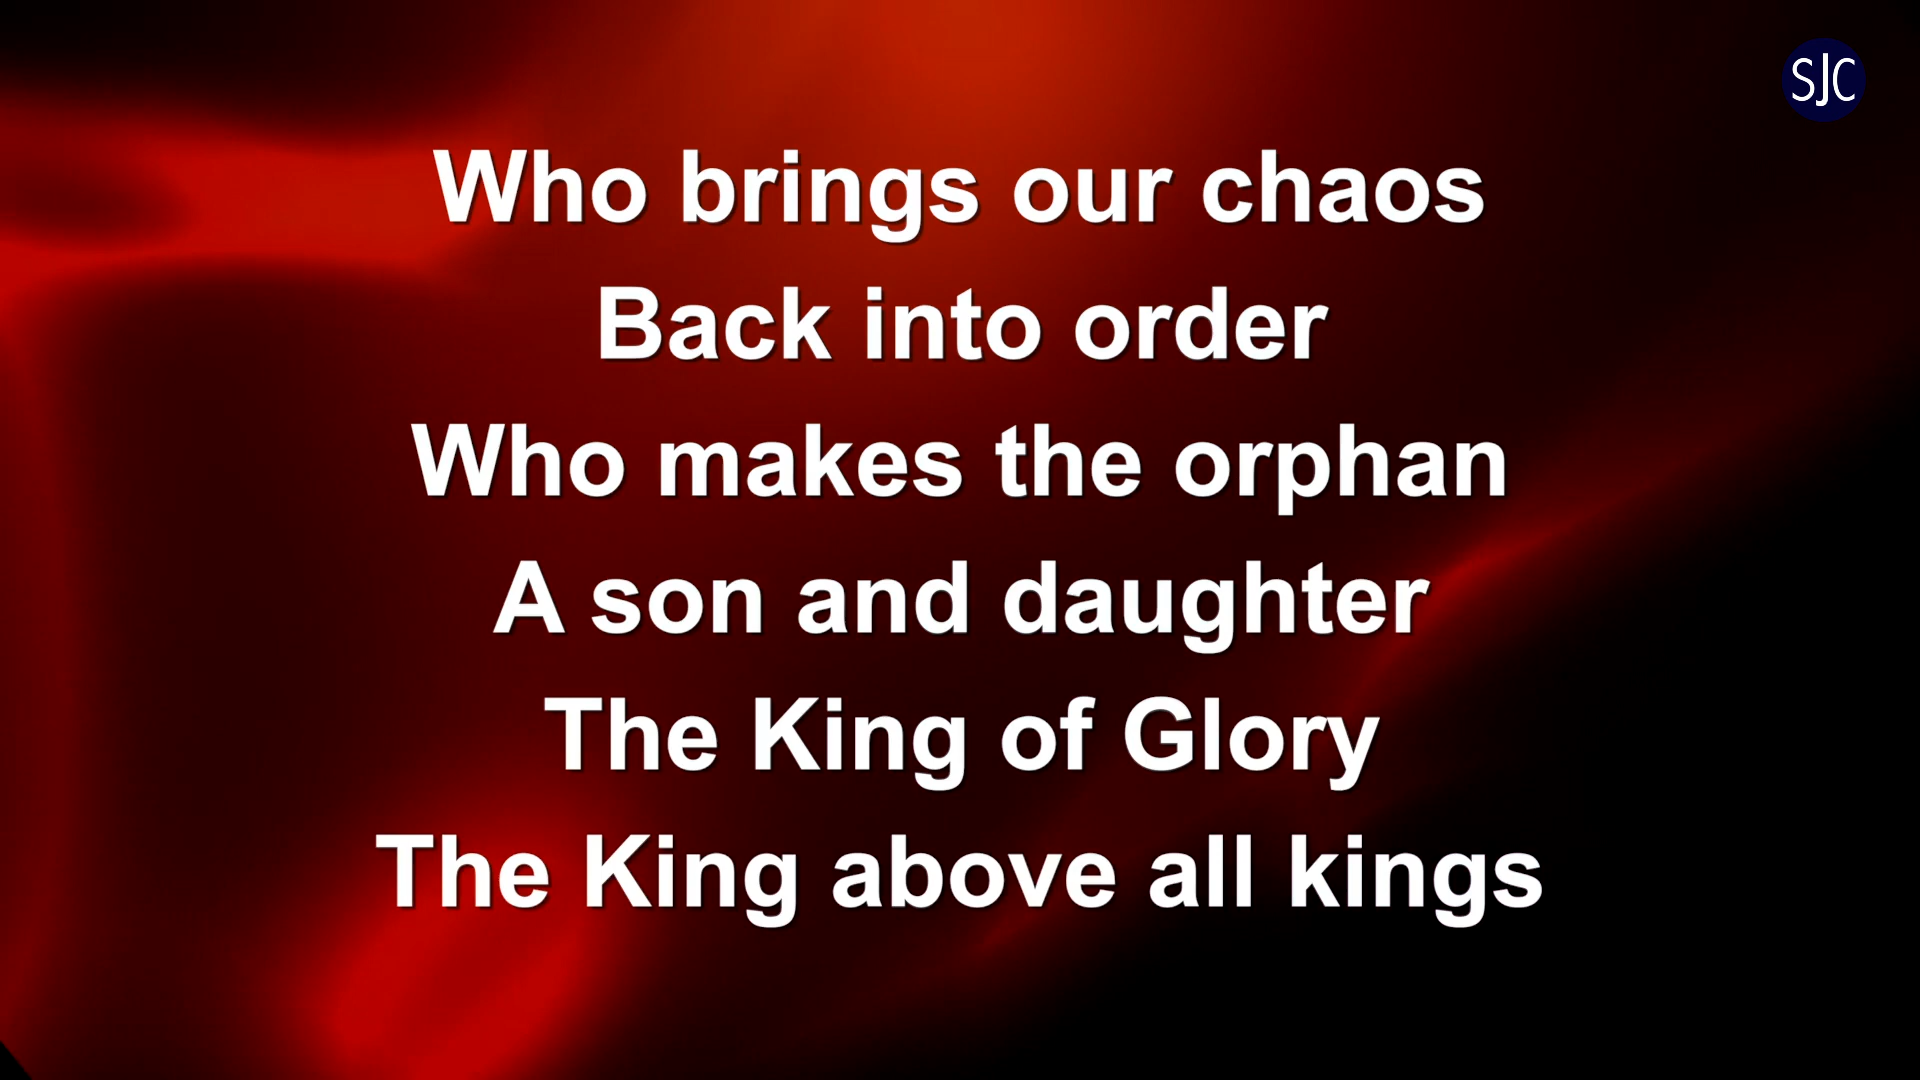 SJC
Who brings our chaos
Back into order
Who makes the orphan
A son and daughter
The King of Glory
The King above all kings